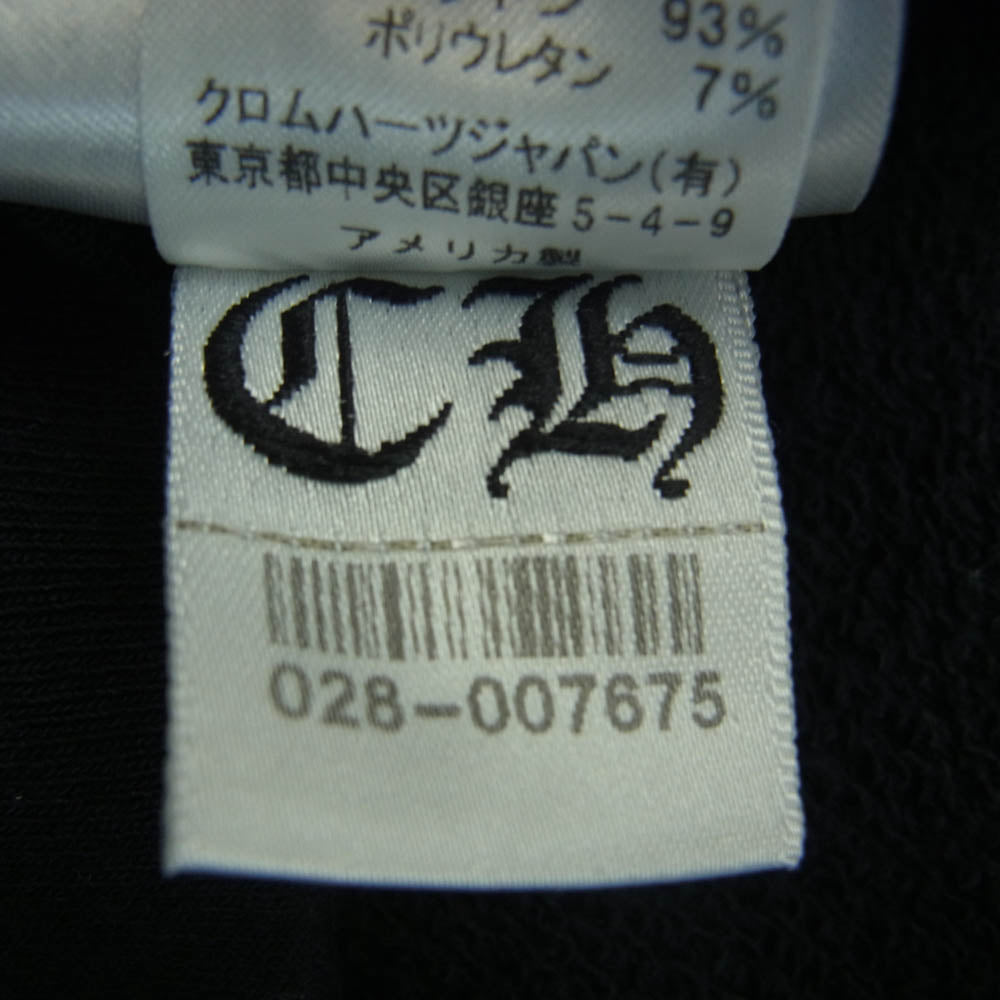 93%
ポリウレタン 7%
クロムハーツジャパン(有)
東京都中央区銀座5-4-9
アメリカ製
CH
028-007675